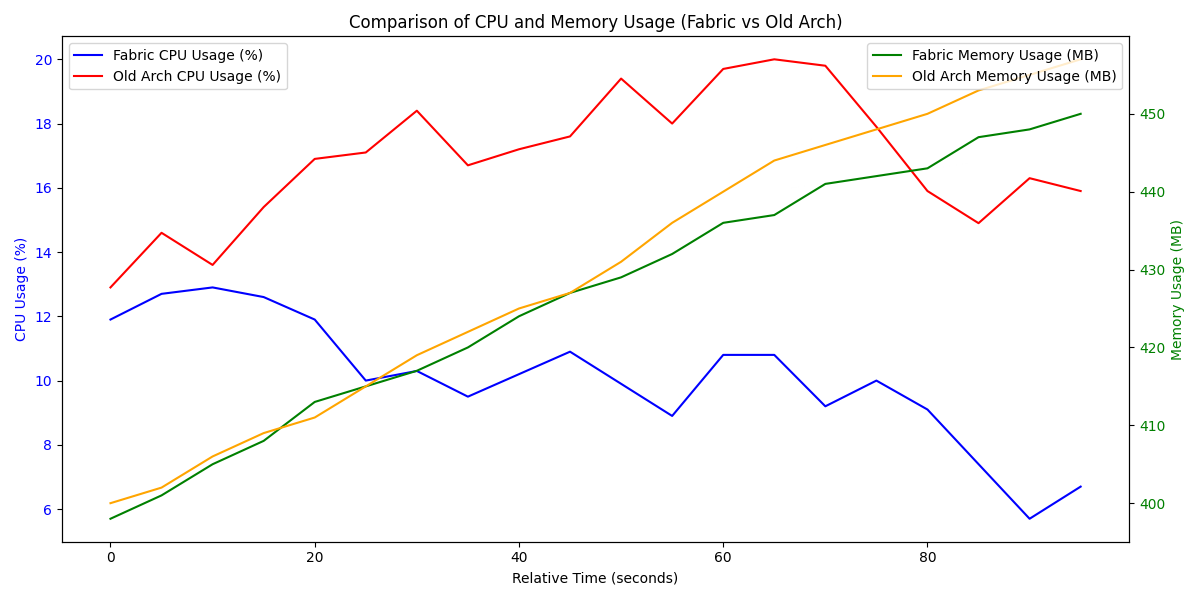 Comparison of CPU and Memory Usage (Fabric vs Old Arch)
Fabric CPU Usage (%)
Old Arch CPU Usage (%)
Fabric Memory Usage (MB)
Old Arch Memory Usage (MB)
CPU Usage (%)
20
18
16
14
12
10
8
6
Memory Usage (MB)
450
440
430
420
410
400
0
20
40
60
80
Relative Time (seconds)